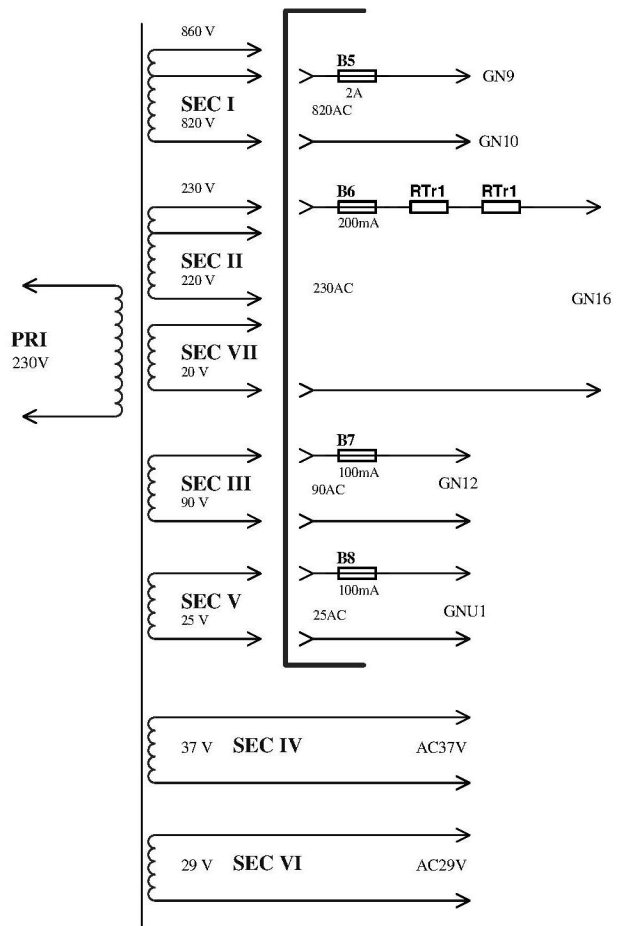 860 V
B5
GN9
SEC I
2A
820 V
820AC
GN10
230 V
B6
RTr1
RTr1
200mA
SEC II
220 V
230AC
GN16
PRI
230V
SEC VII
20 V
B7
SEC III
100mA
GN12
90 V
90AC
B8
SEC V
100mA
25 V
25AC
GNU1
37 V
SEC IV
AC37V
29 V
SEC VI
AC29V